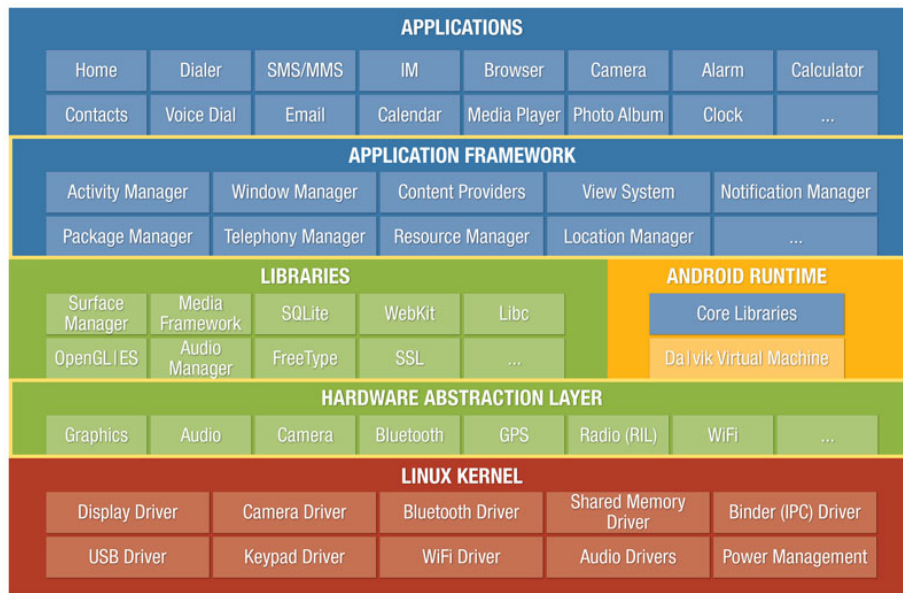 APPLICATIONS
Home Dialer SMS/MMS IM Browser Camera Alarm Calculator
Contacts Voice Dial Email Calendar Media Player Photo Album Clock ...
APPLICATION FRAMEWORK
Activity Manager Window Manager Content Providers View System Notification Manager
Package Manager Telephony Manager Resource Manager Location Manager ...
LIBRARIES
Surface
Manager
Media
Framework
SQLite WebKit Libc
OpenGL|ES
Audio
Manager
FreeType SSL ...
ANDROID RUNTIME
Core Libraries
Dalvik Virtual Machine
HARDWARE ABSTRACTION LAYER
Graphics Audio Camera Bluetooth GPS Radio (RIL) WiFi ...
LINUX KERNEL
Display Driver Camera Driver Bluetooth Driver
Shared Memory
Driver
Binder (IPC) Driver
USB Driver Keypad Driver WiFi Driver Audio Drivers Power Management